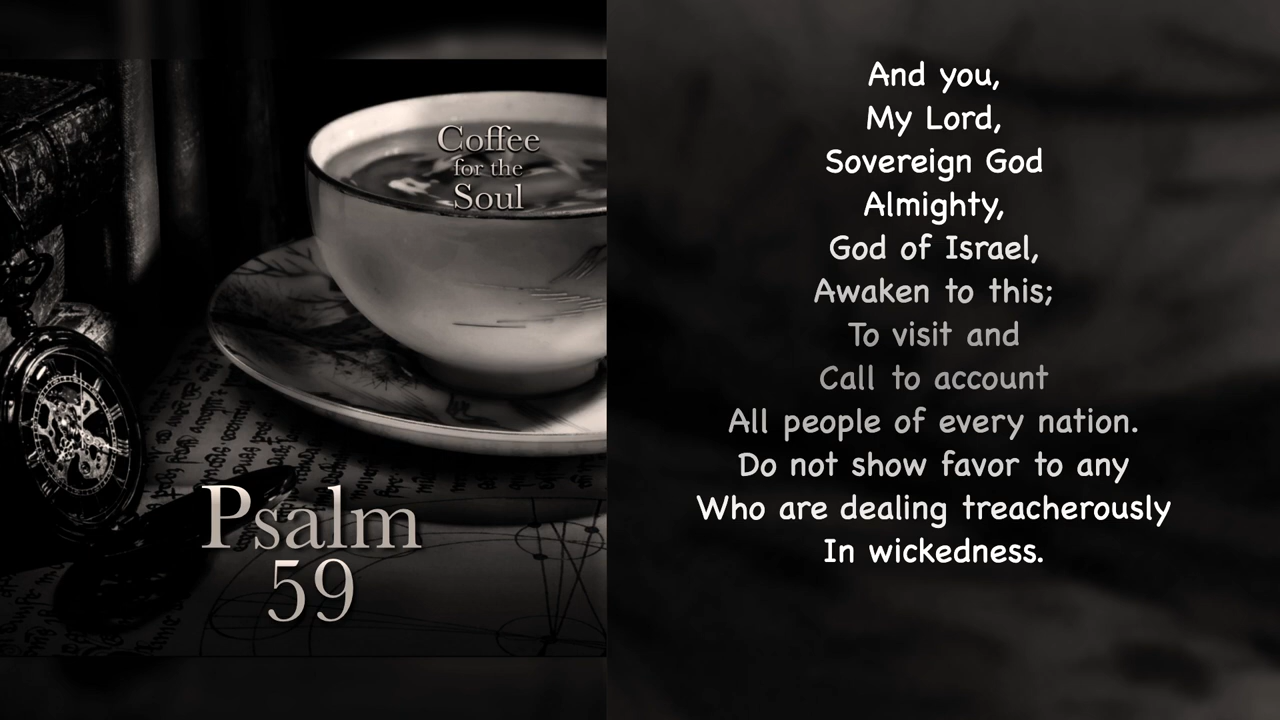 Coffee
for the
Soul
Psalm
59
And you,
My Lord,
Sovereign God
Almighty,
God of Israel,
Awaken to this;
To visit and
Call to account
All people of every nation.
Do not show favor to any
Who are dealing treacherously
In wickedness.